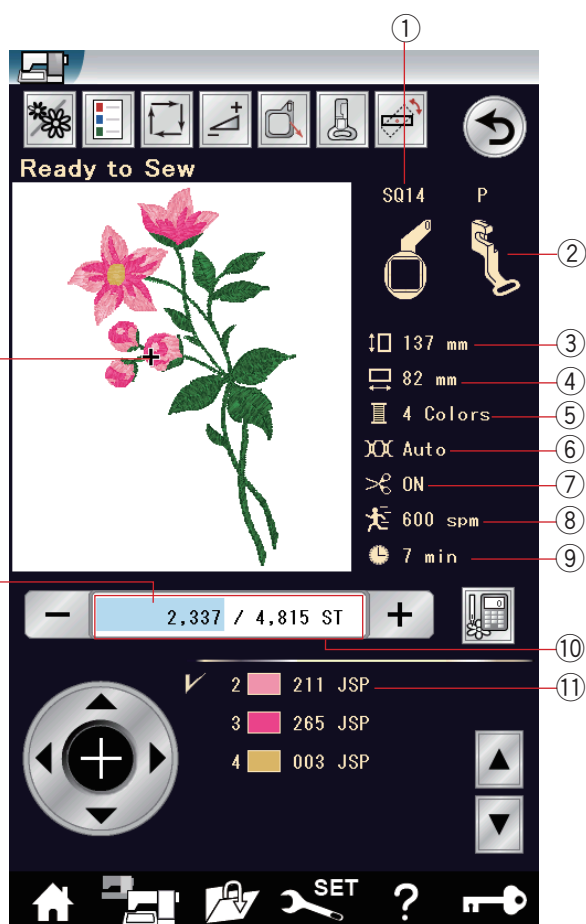 ①
Ready to Sew
SQ14 P
②
137 mm ③
82 mm ④
4 Colors ⑤
Auto ⑥
ON ⑦
600 spm ⑧
7 min ⑨
− 2,337 / 4,815 ST +
⑩
2 211 JSP ⑪
3 265 JSP
4 003 JSP
SET
?